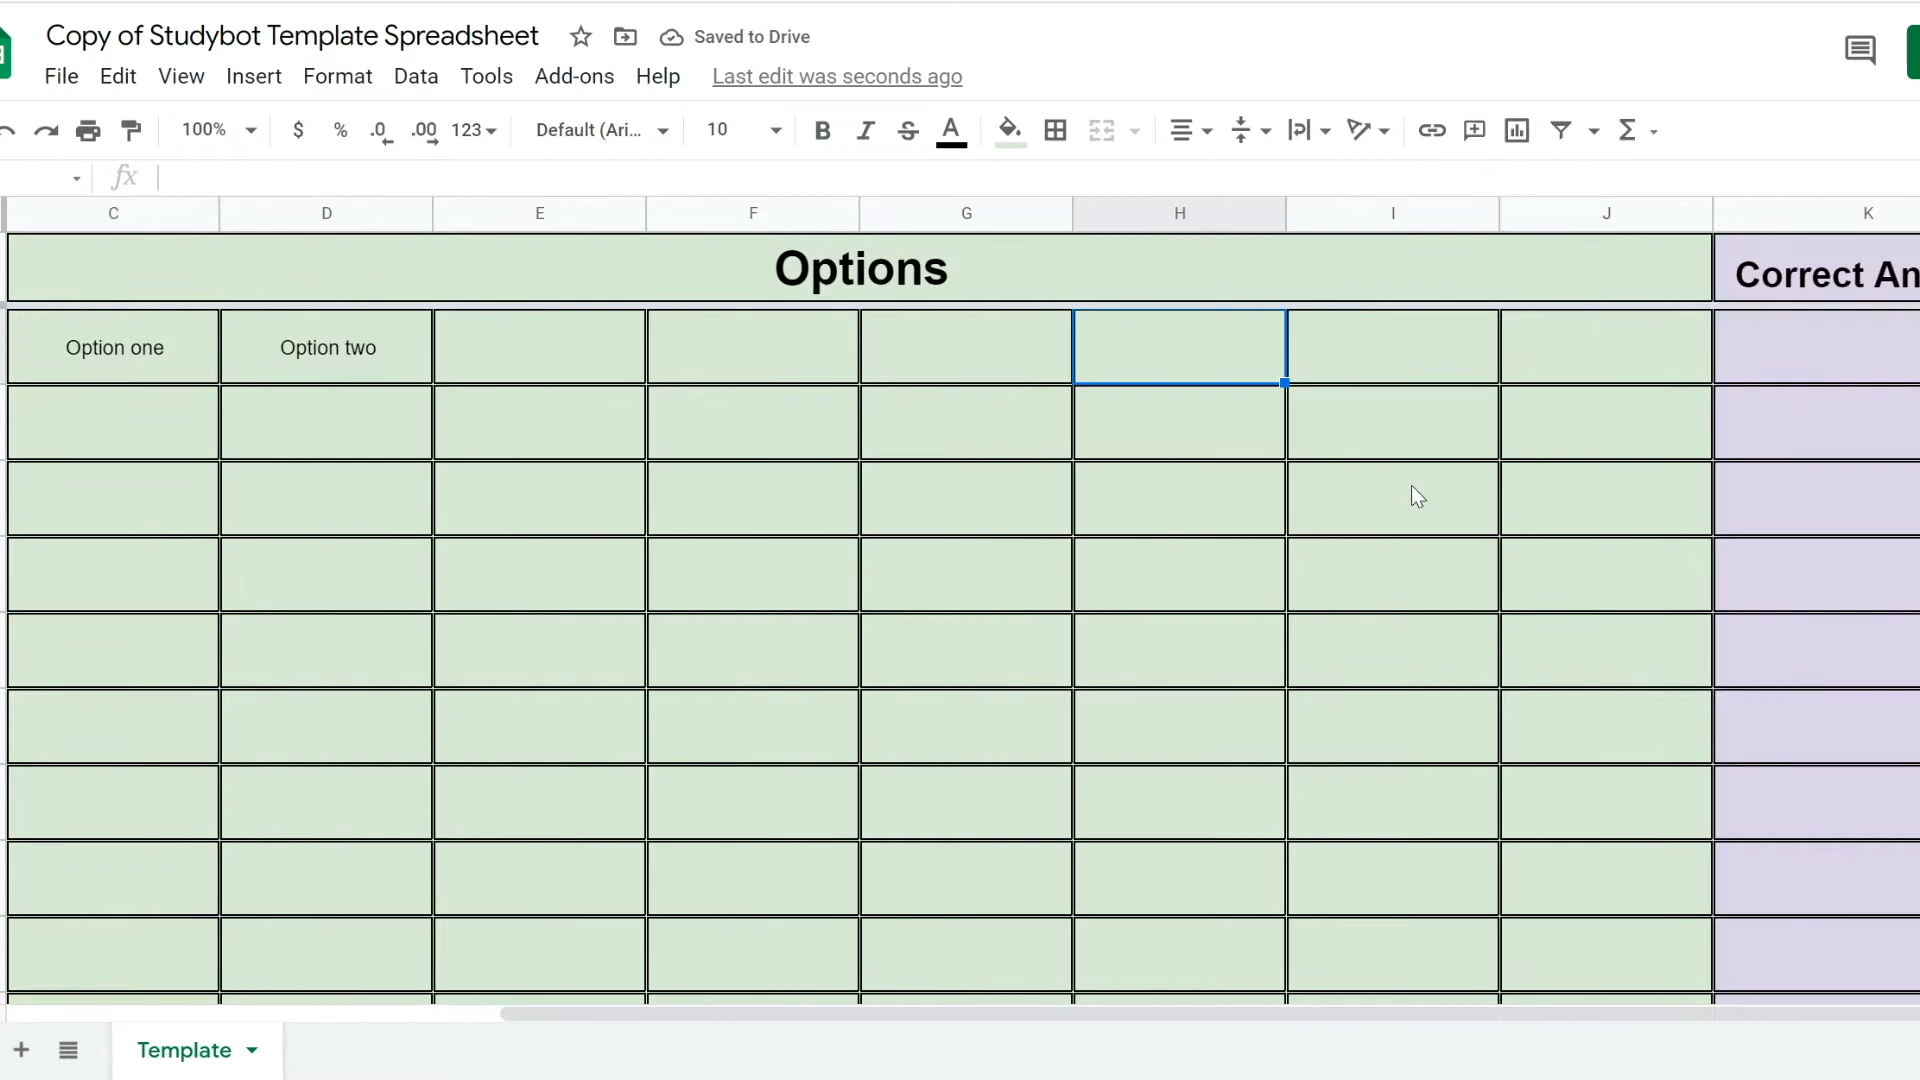 Copy of Studybot Template Spreadsheet Saved to Drive
File Edit View Insert Format Data Tools Add-ons Help Last edit was seconds ago
100% $ % .0 .00 123 Default (Ari... 10 B I S A Σ
fx
C D E F G H I J K
Options Correct An
Option one Option two
+ Template